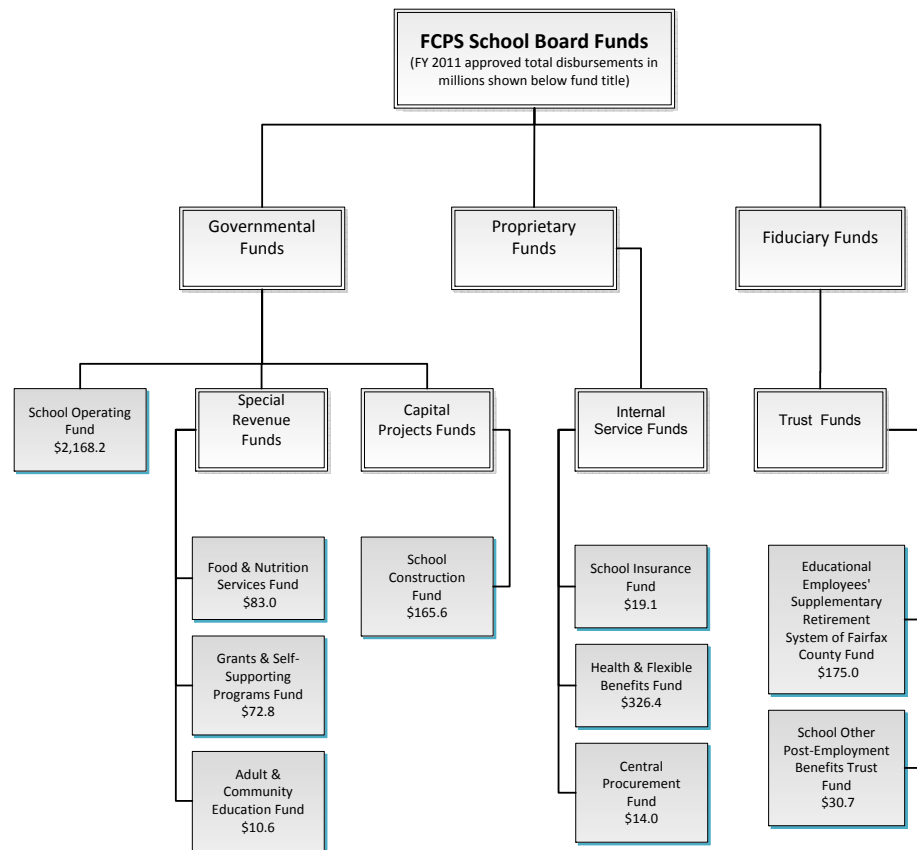 FCPS School Board Funds
(FY 2011 approved total disbursements in
millions shown below fund title)
Governmental
Funds
Proprietary
Funds
Fiduciary Funds
School Operating
Fund
$2,168.2
Special
Revenue
Funds
Capital
Projects Funds
Internal
Service Funds
Trust Funds
Food & Nutrition
Services Fund
$83.0
Grants & Self-
Supporting
Programs Fund
$72.8
Adult &
Community
Education Fund
$10.6
School
Construction
Fund
$165.6
School Insurance
Fund
$19.1
Health & Flexible
Benefits Fund
$326.4
Central
Procurement
Fund
$14.0
Educational
Employees'
Supplementary
Retirement
System of Fairfax
County Fund
$175.0
School Other
Post-Employment
Benefits Trust
Fund
$30.7